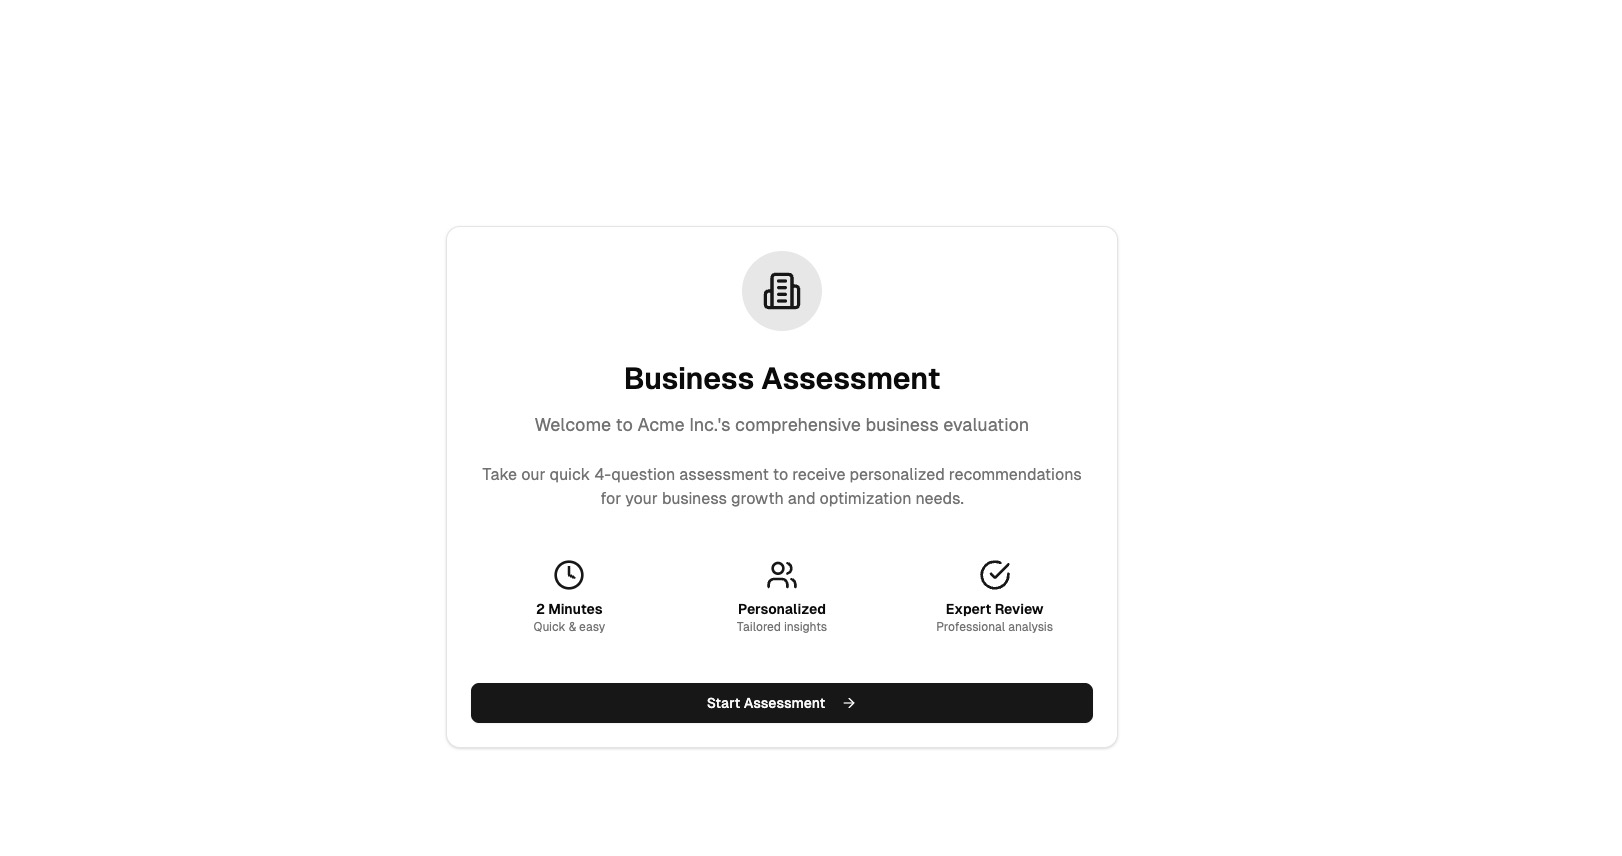 Business Assessment
Welcome to Acme Inc.'s comprehensive business evaluation
Take our quick 4-question assessment to receive personalized recommendations
for your business growth and optimization needs.
2 Minutes
Quick & easy
Personalized
Tailored insights
Expert Review
Professional analysis
Start Assessment